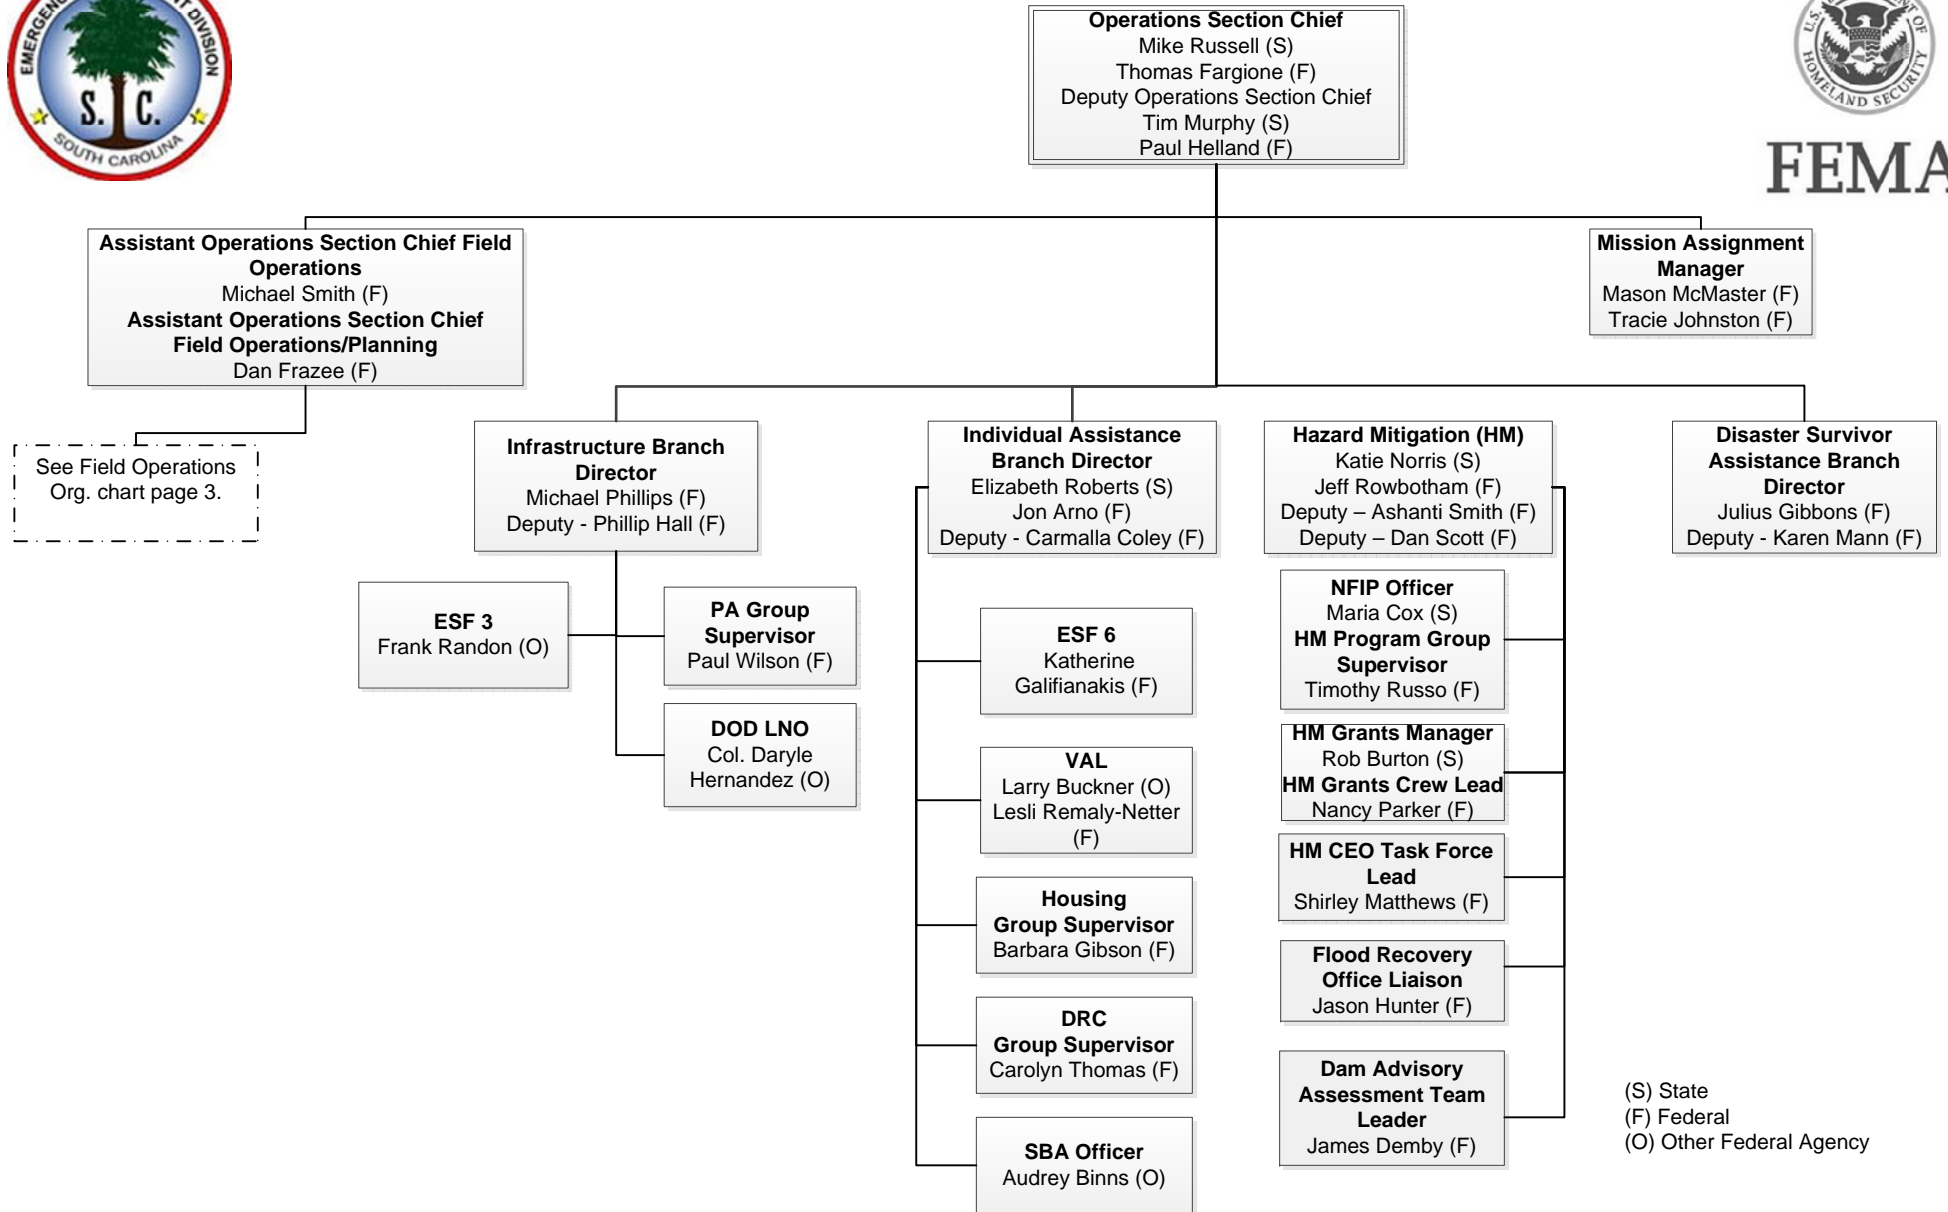 DIVISION
S. C.
SOUTH CAROLINA
Operations Section Chief
Mike Russell (S)
Thomas Fargione (F)
Deputy Operations Section Chief
Tim Murphy (S)
Paul Helland (F)
HOMELAND SECURITY
FEMA
Assistant Operations Section Chief Field
Operations
Michael Smith (F)
Assistant Operations Section Chief
Field Operations/Planning
Dan Frazee (F)
Mission Assignment
Manager
Mason McMaster (F)
Tracie Johnston (F)
See Field Operations
Org. chart page 3.
Infrastructure Branch
Director
Michael Phillips (F)
Deputy - Phillip Hall (F)
Individual Assistance
Branch Director
Elizabeth Roberts (S)
Jon Arno (F)
Deputy - Carmalla Coley (F)
Hazard Mitigation (HM)
Katie Norris (S)
Jeff Rowbotham (F)
Deputy – Ashanti Smith (F)
Deputy – Dan Scott (F)
Disaster Survivor
Assistance Branch
Director
Julius Gibbons (F)
Deputy - Karen Mann (F)
ESF 3
Frank Randon (O)
PA Group
Supervisor
Paul Wilson (F)
DOD LNO
Col. Daryle
Hernandez (O)
ESF 6
Katherine
Galifianakis (F)
VAL
Larry Buckner (O)
Lesli Remaly-Netter
(F)
Housing
Group Supervisor
Barbara Gibson (F)
DRC
Group Supervisor
Carolyn Thomas (F)
SBA Officer
Audrey Binns (O)
NFIP Officer
Maria Cox (S)
HM Program Group
Supervisor
Timothy Russo (F)
HM Grants Manager
Rob Burton (S)
HM Grants Crew Lead
Nancy Parker (F)
HM CEO Task Force
Lead
Shirley Matthews (F)
Flood Recovery
Office Liaison
Jason Hunter (F)
Dam Advisory
Assessment Team
Leader
James Demby (F)
(S) State
(F) Federal
(O) Other Federal Agency